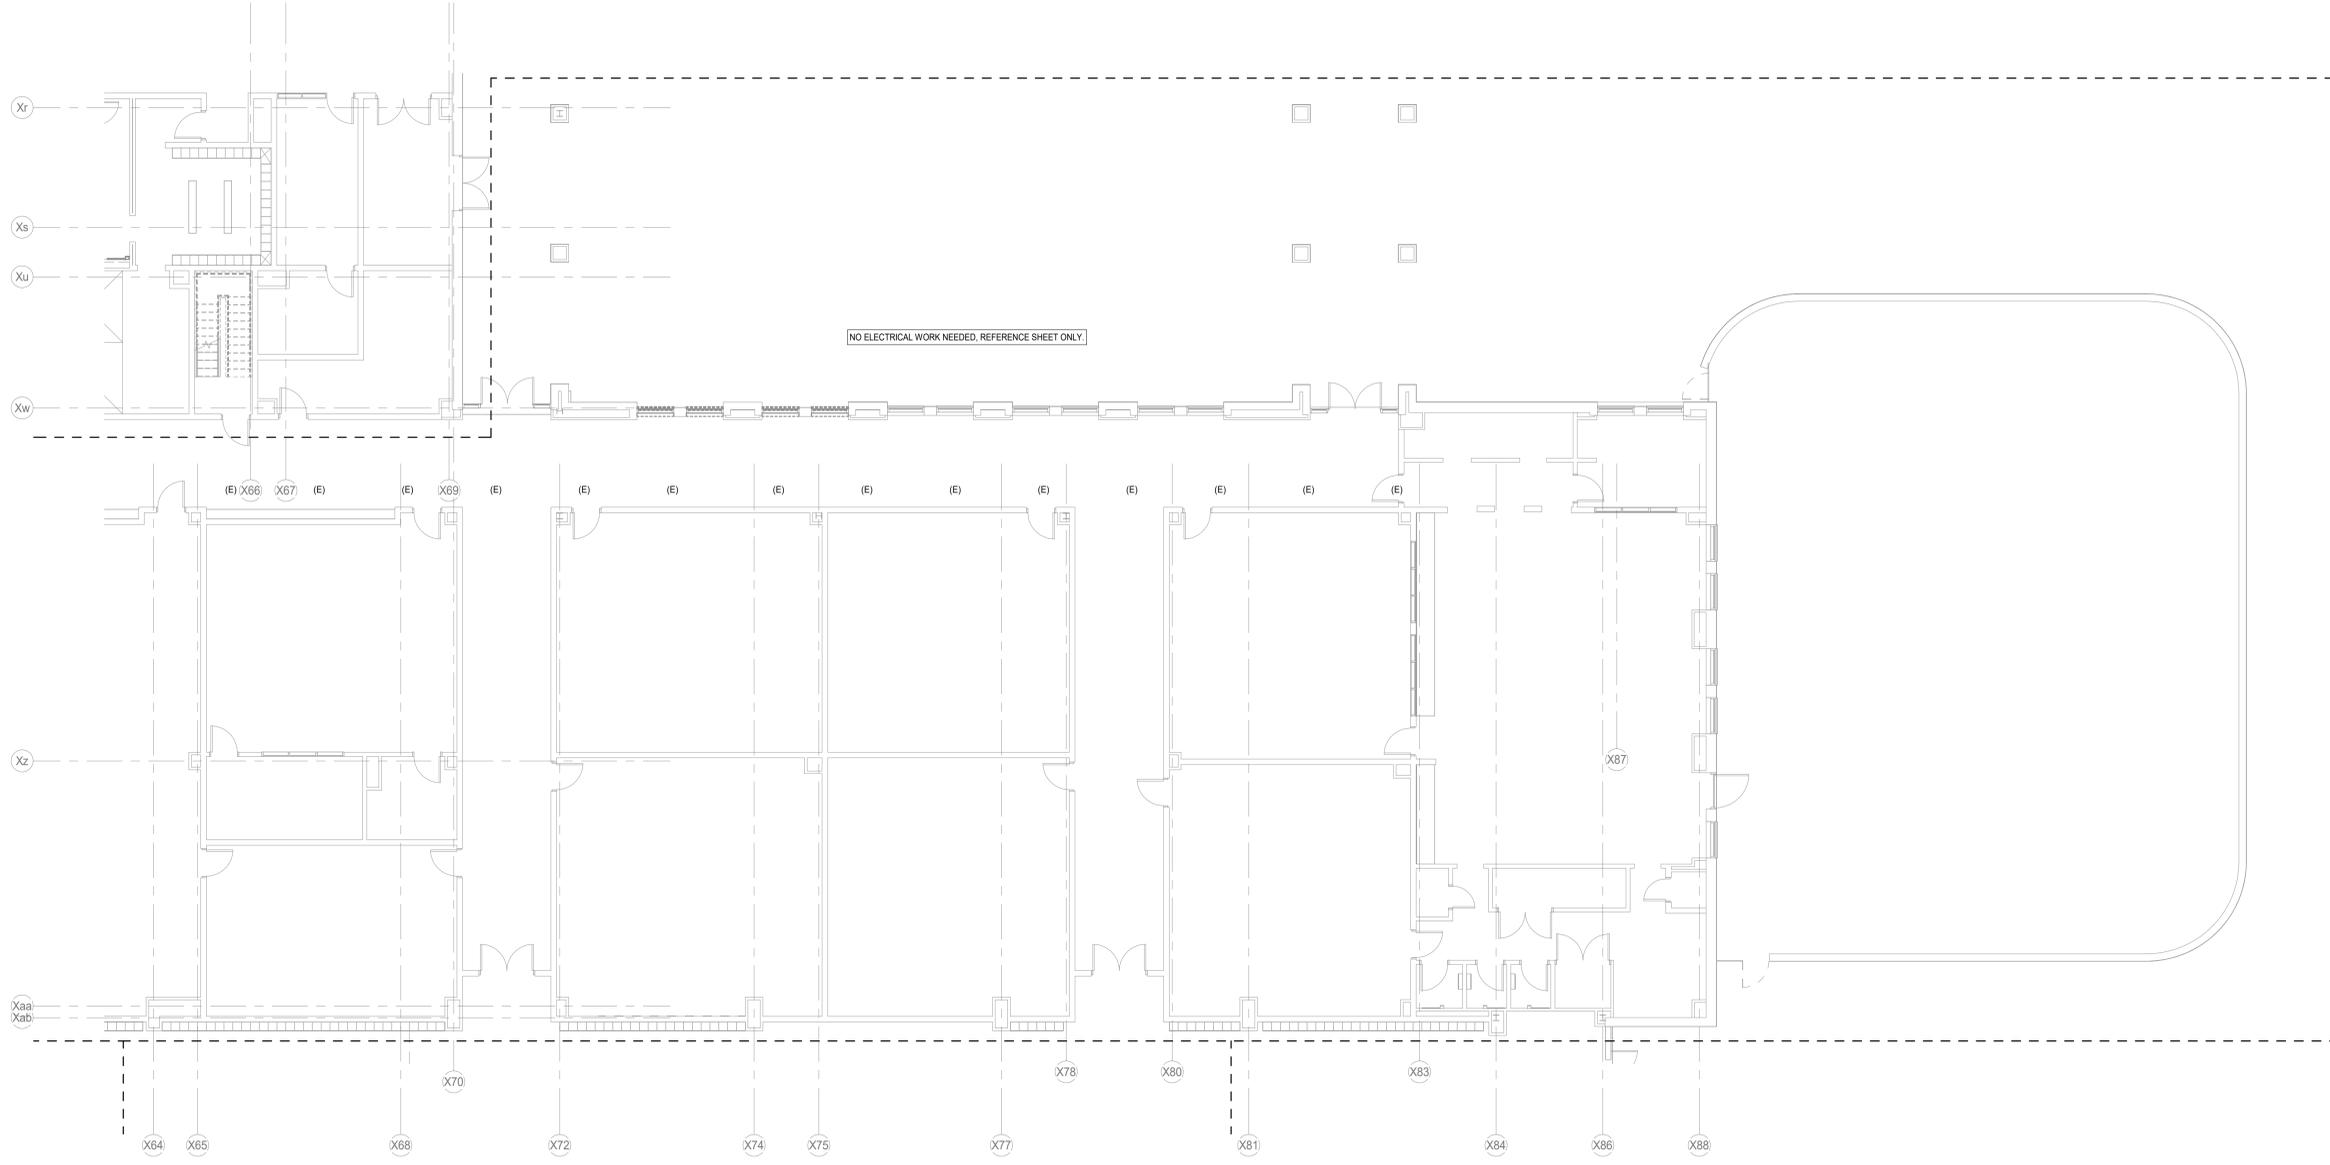 Xr
Xs
Xu
NO ELECTRICAL WORK NEEDED, REFERENCE SHEET ONLY.
Xw
(E) X66 X67 (E) (E) X69 (E) (E) (E) (E) (E) (E) (E) (E) (E) (E) (E)
Xz
X87
Xaa
Xab
X70 X78 X80 X83
X64 X65 X68 X72 X74 X75 X77 X81 X84 X86 X88